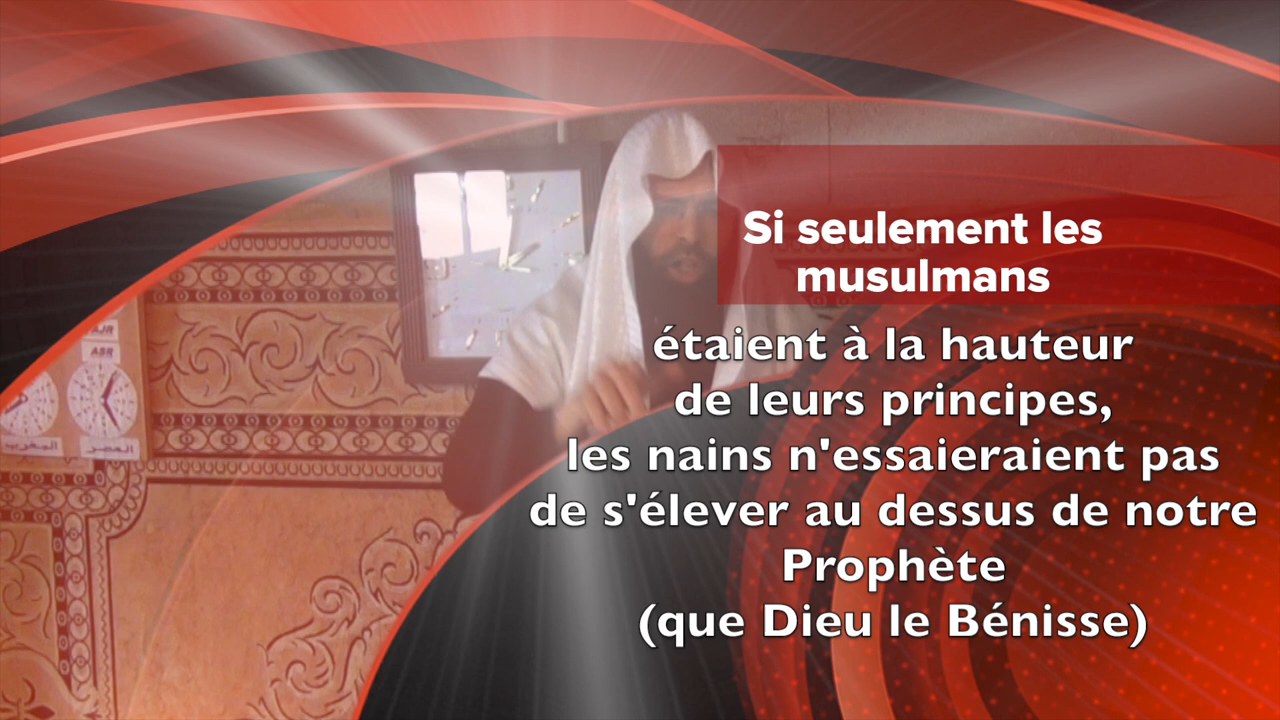 Si seulement les
musulmans
étaient à la hauteur
de leurs principes,
les nains n'essaieraient pas
de s'élever au dessus de notre
Prophète
(que Dieu le Bénisse)
ASR
المغرب
العصر